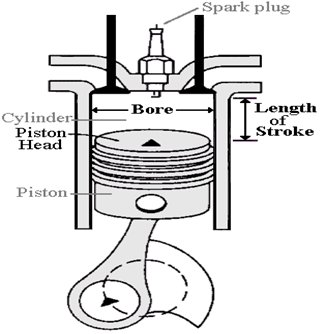 Spark plug
Cylinder
Bore
Length
of
Stroke
Piston
Head
Piston